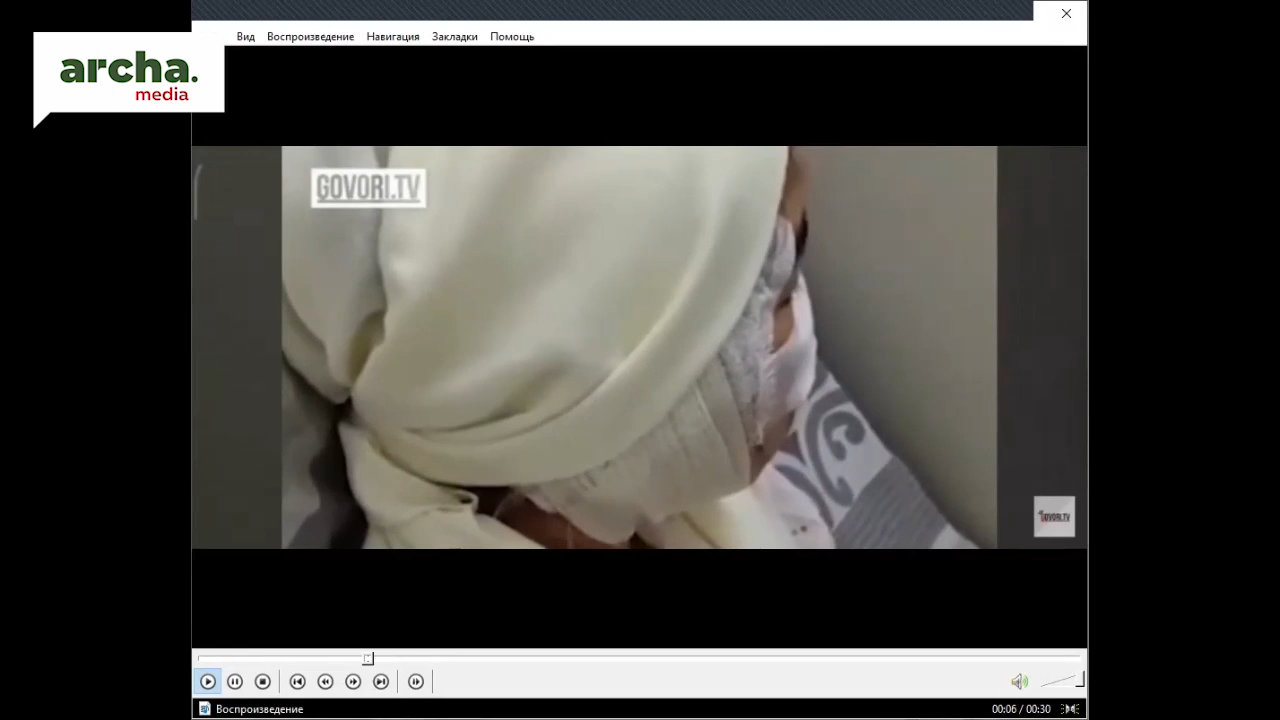 Вид Воспроизведение Навигация Закладки Помощь
archa.
media
GOVORI.TV
GOVORI.TV
Воспроизведение 00:06 / 00:30